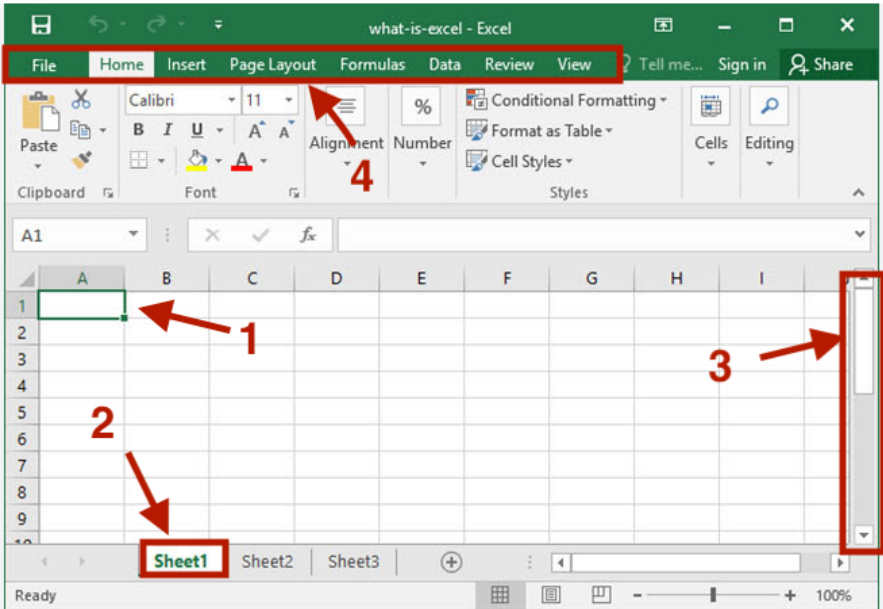 what-is-excel - Excel
File Home Insert Page Layout Formulas Data Review View Tell me... Sign in Share
Calibri 11 % Conditional Formatting
B I U A A Format as Table
Paste Alignment Number Cells Editing
A Cell Styles
4
Clipboard Font Styles
A1 fx
A B C D E F G H I
1
1
2
3
3
4
5
2
6
7
8
9
Sheet1 Sheet2 Sheet3
Ready 100%